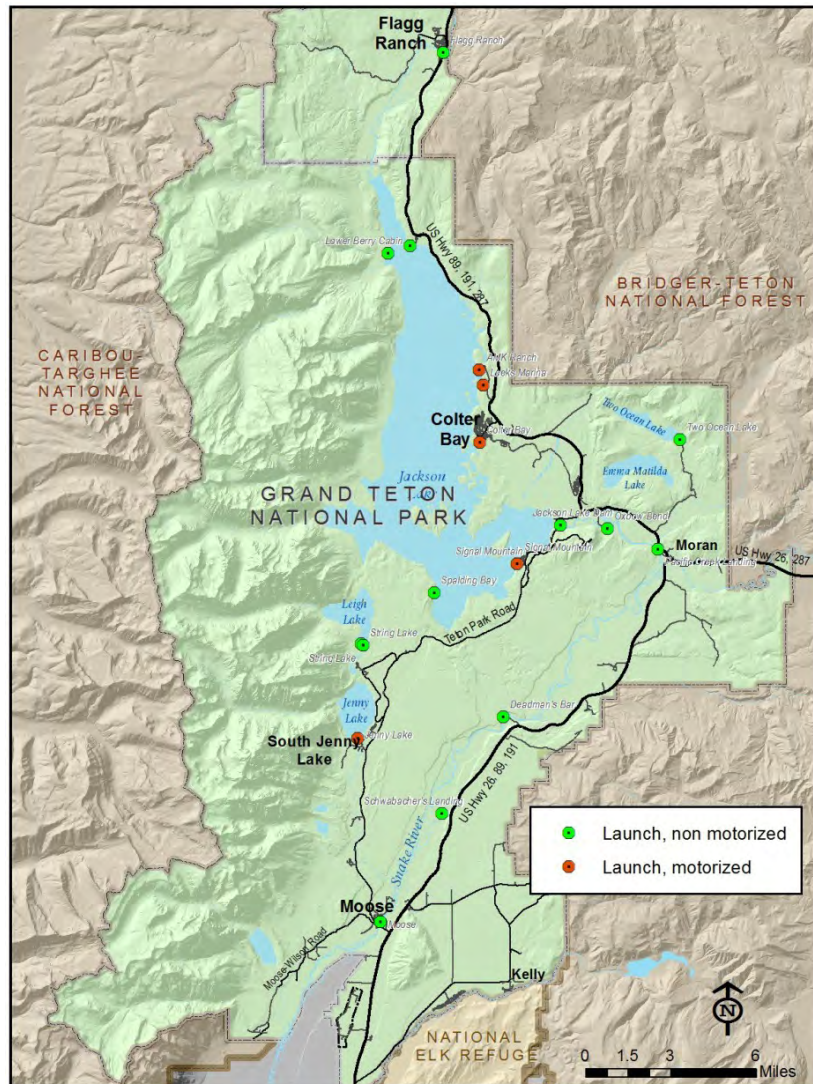 Flagg
Ranch
Flagg Ranch
Lower Berry Cabin
US Hwy 89, 191, 287
BRIDGER-TETON
NATIONAL FOREST
CARIBOU-
TARGHEE
NATIONAL
FOREST
AMK Ranch
Leeks Marina
Colter
Bay
Colter Bay
Two Ocean Lake
Two Ocean Lake
Emma Matilda
Lake
Jackson
Lake
GRAND TETON
NATIONAL PARK
Jackson Lake Dam
Oxbow Bend
Signal Mountain
Signal Mountain
Moran
US Hwy 26, 287
Pacific Creek Landing
Spalding Bay
Leigh
Lake
String Lake
Teton Park Road
String Lake
Jenny
Lake
Deadman's Bar
Jenny Lake
South Jenny
Lake
US Hwy 26, 89, 191
Schwabacher's Landing
Snake River
Launch, non motorized
Launch, motorized
Moose
Moose
Moose-Wilson Road
Kelly
N
NATIONAL
ELK REFUGE
0 1.5 3 6
Miles